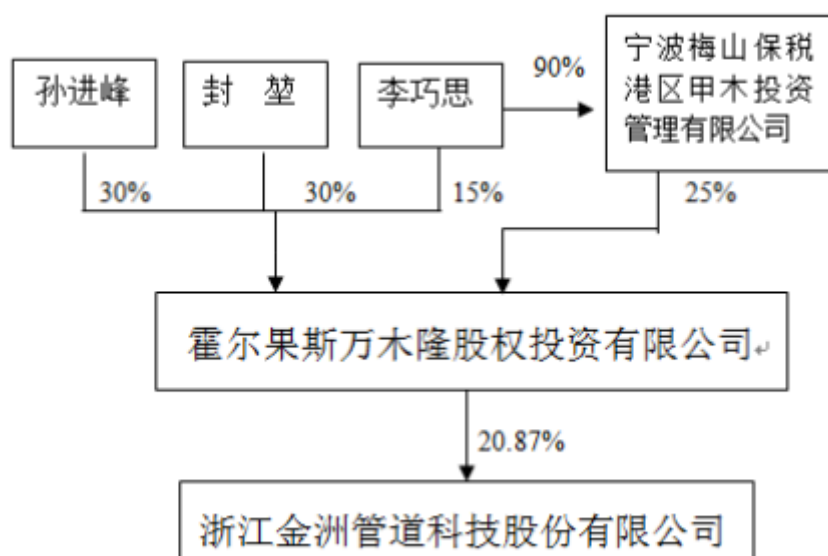 孙进峰
封 堃
李巧思
90%
宁波梅山保税
港区甲木投资
管理有限公司
30%
30%
15%
25%
霍尔果斯万木隆股权投资有限公司↵
20.87%
浙江金洲管道科技股份有限公司